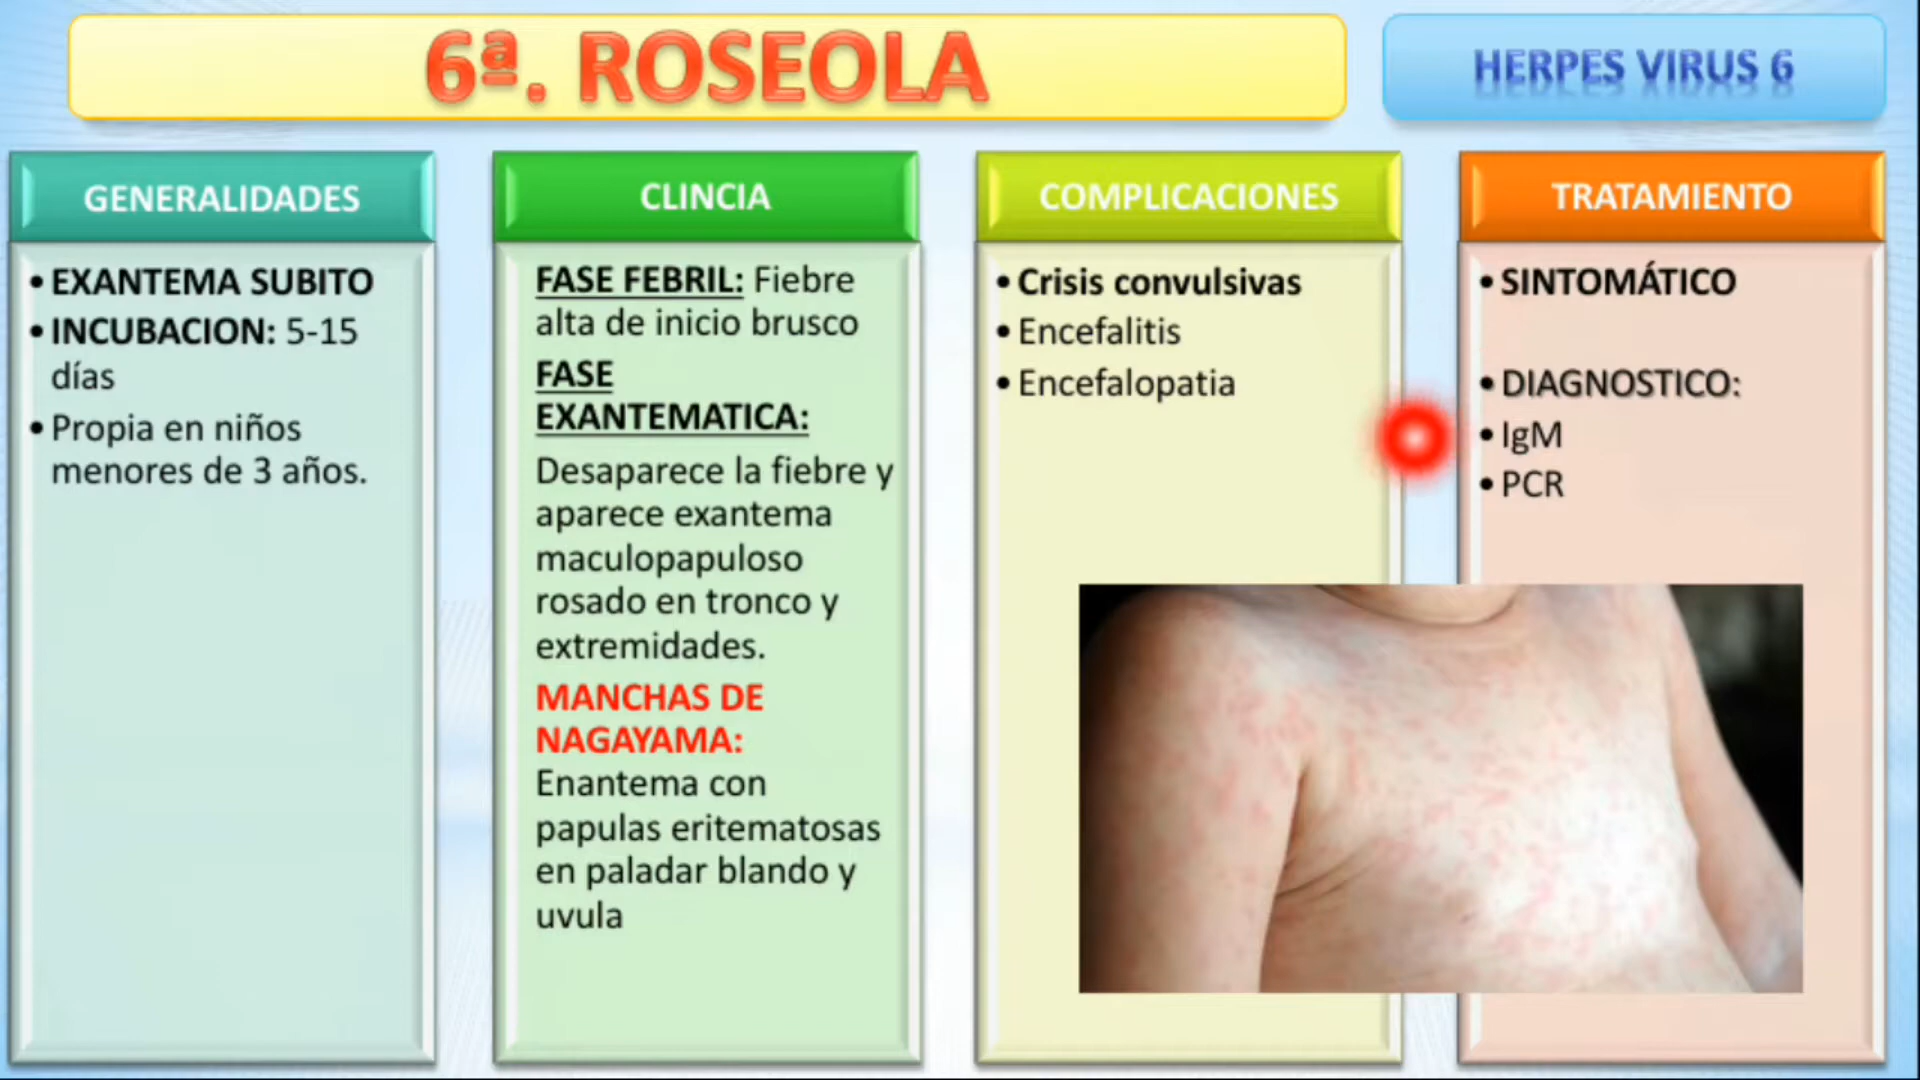 6ª. ROSEOLA
HERPES VIRUS 6
GENERALIDADES
•EXANTEMA SUBITO
•INCUBACION: 5-15
días
•Propia en niños
menores de 3 años.
CLINCIA
FASE FEBRIL: Fiebre
alta de inicio brusco
FASE
EXANTEMATICA:
Desaparece la fiebre y
aparece exantema
maculopapuloso
rosado en tronco y
extremidades.
MANCHAS DE
NAGAYAMA:
Enantema con
papulas eritematosas
en paladar blando y
uvula
COMPLICACIONES
•Crisis convulsivas
•Encefalitis
•Encefalopatia
TRATAMIENTO
•SINTOMÁTICO
•DIAGNOSTICO:
•IgM
•PCR